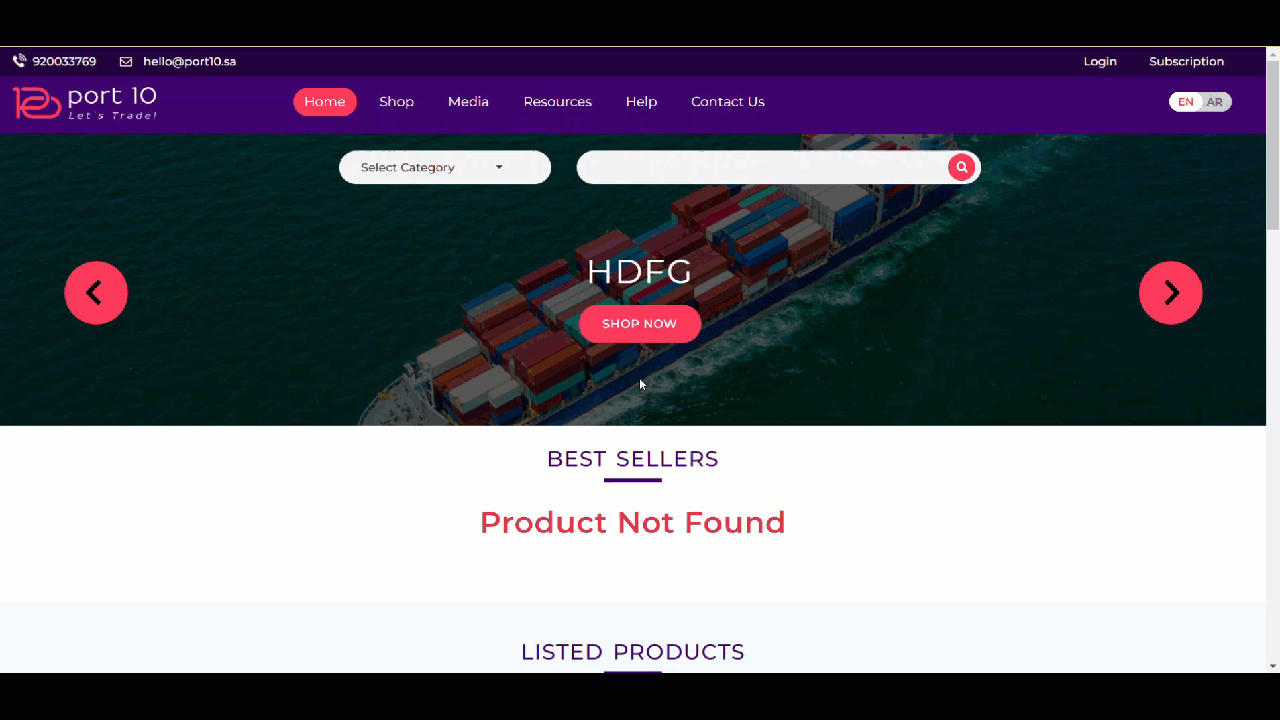 920033769 hello@port10.sa Login Subscription
port 10
Let's Trade!
Home Shop Media Resources Help Contact Us EN AR
Select Category
HDFG
SHOP NOW
BEST SELLERS
Product Not Found
LISTED PRODUCTS